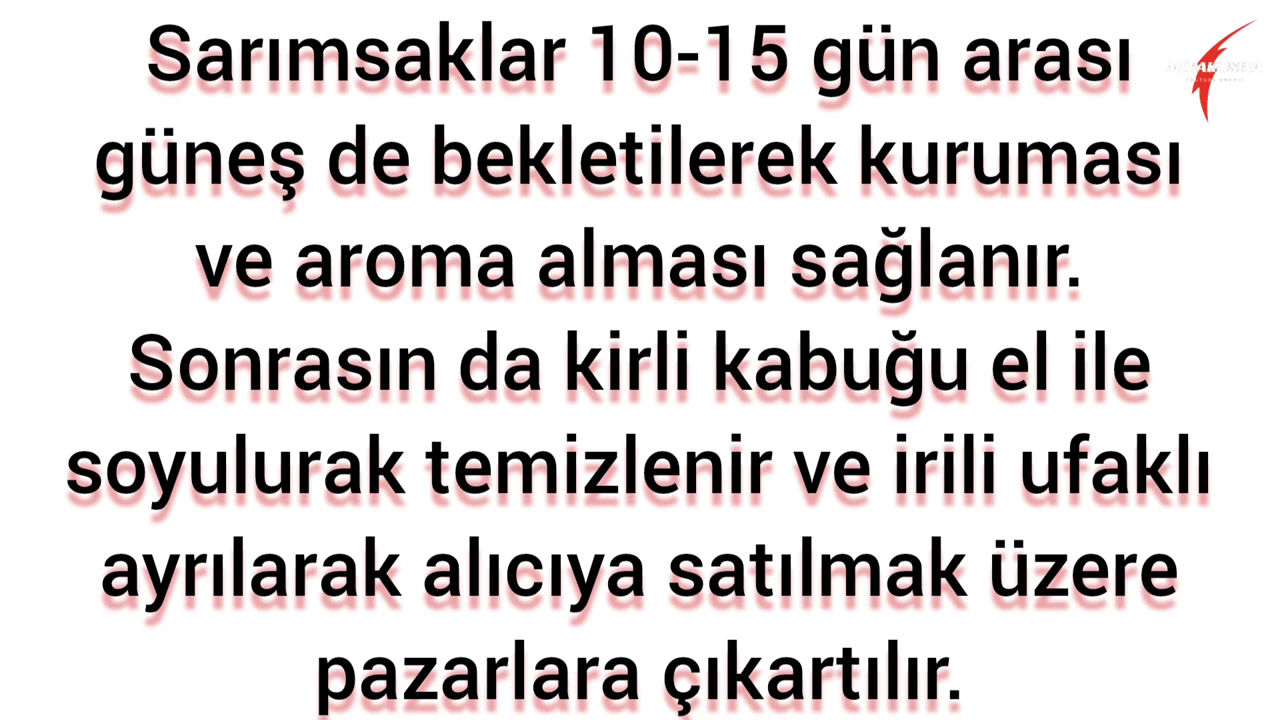 Sarımsaklar 10-15 gün arası
güneş de bekletilerek kuruması
ve aroma alması sağlanır.
Sonrasın da kirli kabuğu el ile
soyulurak temizlenir ve irili ufaklı
ayrılarak alıcıya satılmak üzere
pazarlara çıkartılır.